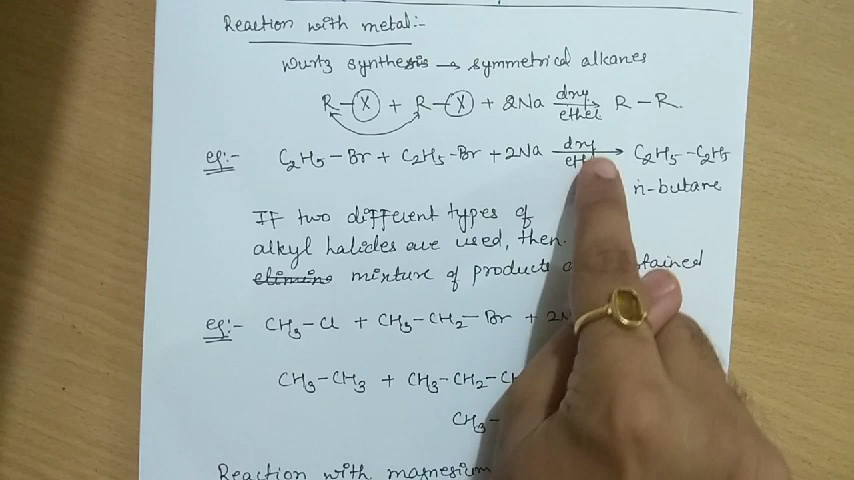 Reaction with metal:-
Wurtz synthesis → symmetrical alkanes
R-X + R-X + 2Na dry ether → R-R.
eg:- C2H5-Br + C2H5-Br + 2Na dry → C2H5-C2H5
n-butane
If two different types of
alkyl halides are used, then.
mixture of products
eg:- CH3-Cl + CH3-CH2-Br +
CH3-CH3 + CH3-CH2-
CH3-
Reaction with magnesium